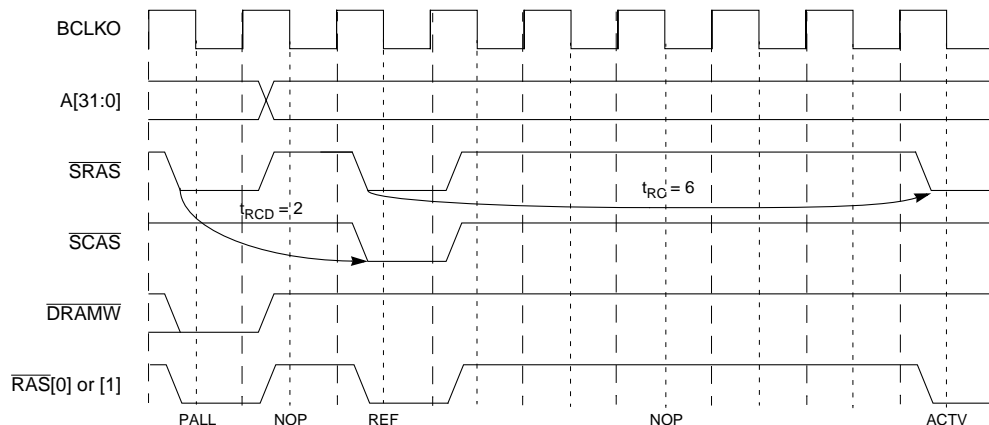 BCLKO
A[31:0]
SRAS
tRC = 6
tRCD = 2
SCAS
DRAMW
RAS[0] or [1]
PALL NOP REF NOP ACTV